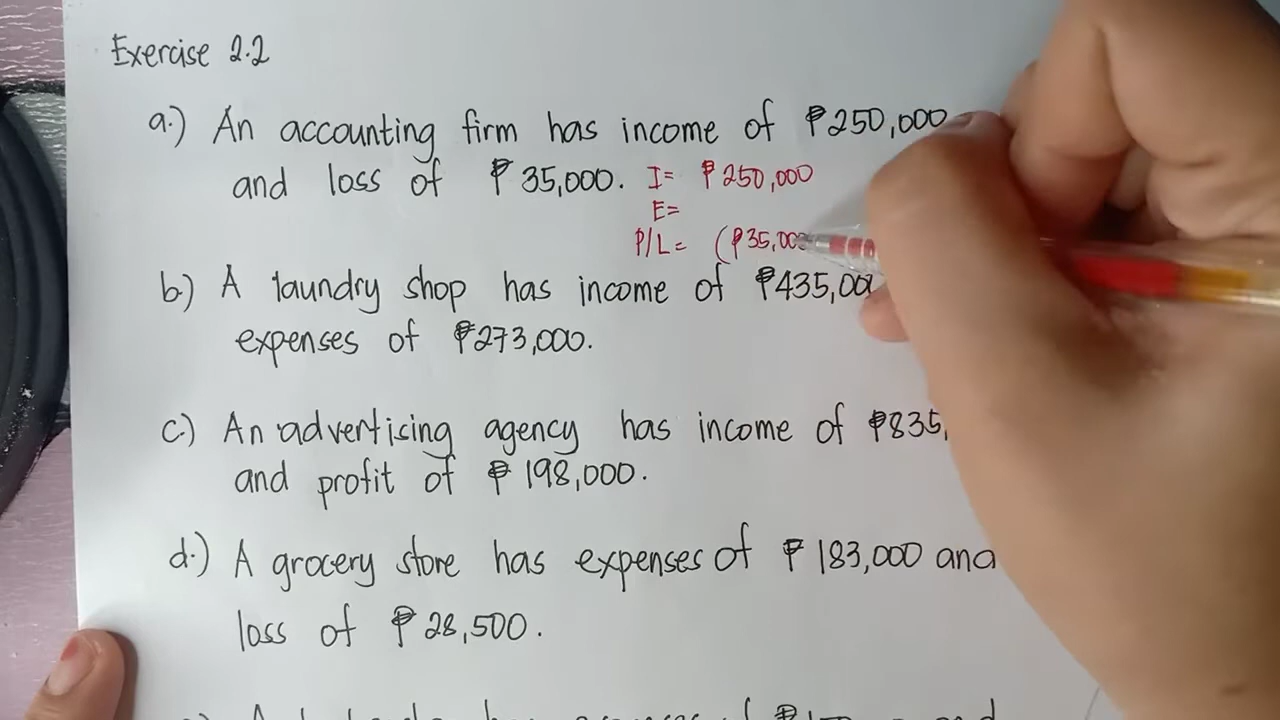 Exercise 2.2
a.) An accounting firm has income of ₱250,000
and loss of ₱35,000. I= ₱250,000
E=
P/L= (₱35,000
b.) A laundry shop has income of ₱435,000
expenses of ₱273,000.
c.) An advertising agency has income of ₱835,
and profit of ₱198,000.
d.) A grocery store has expenses of ₱183,000 and
loss of ₱28,500.